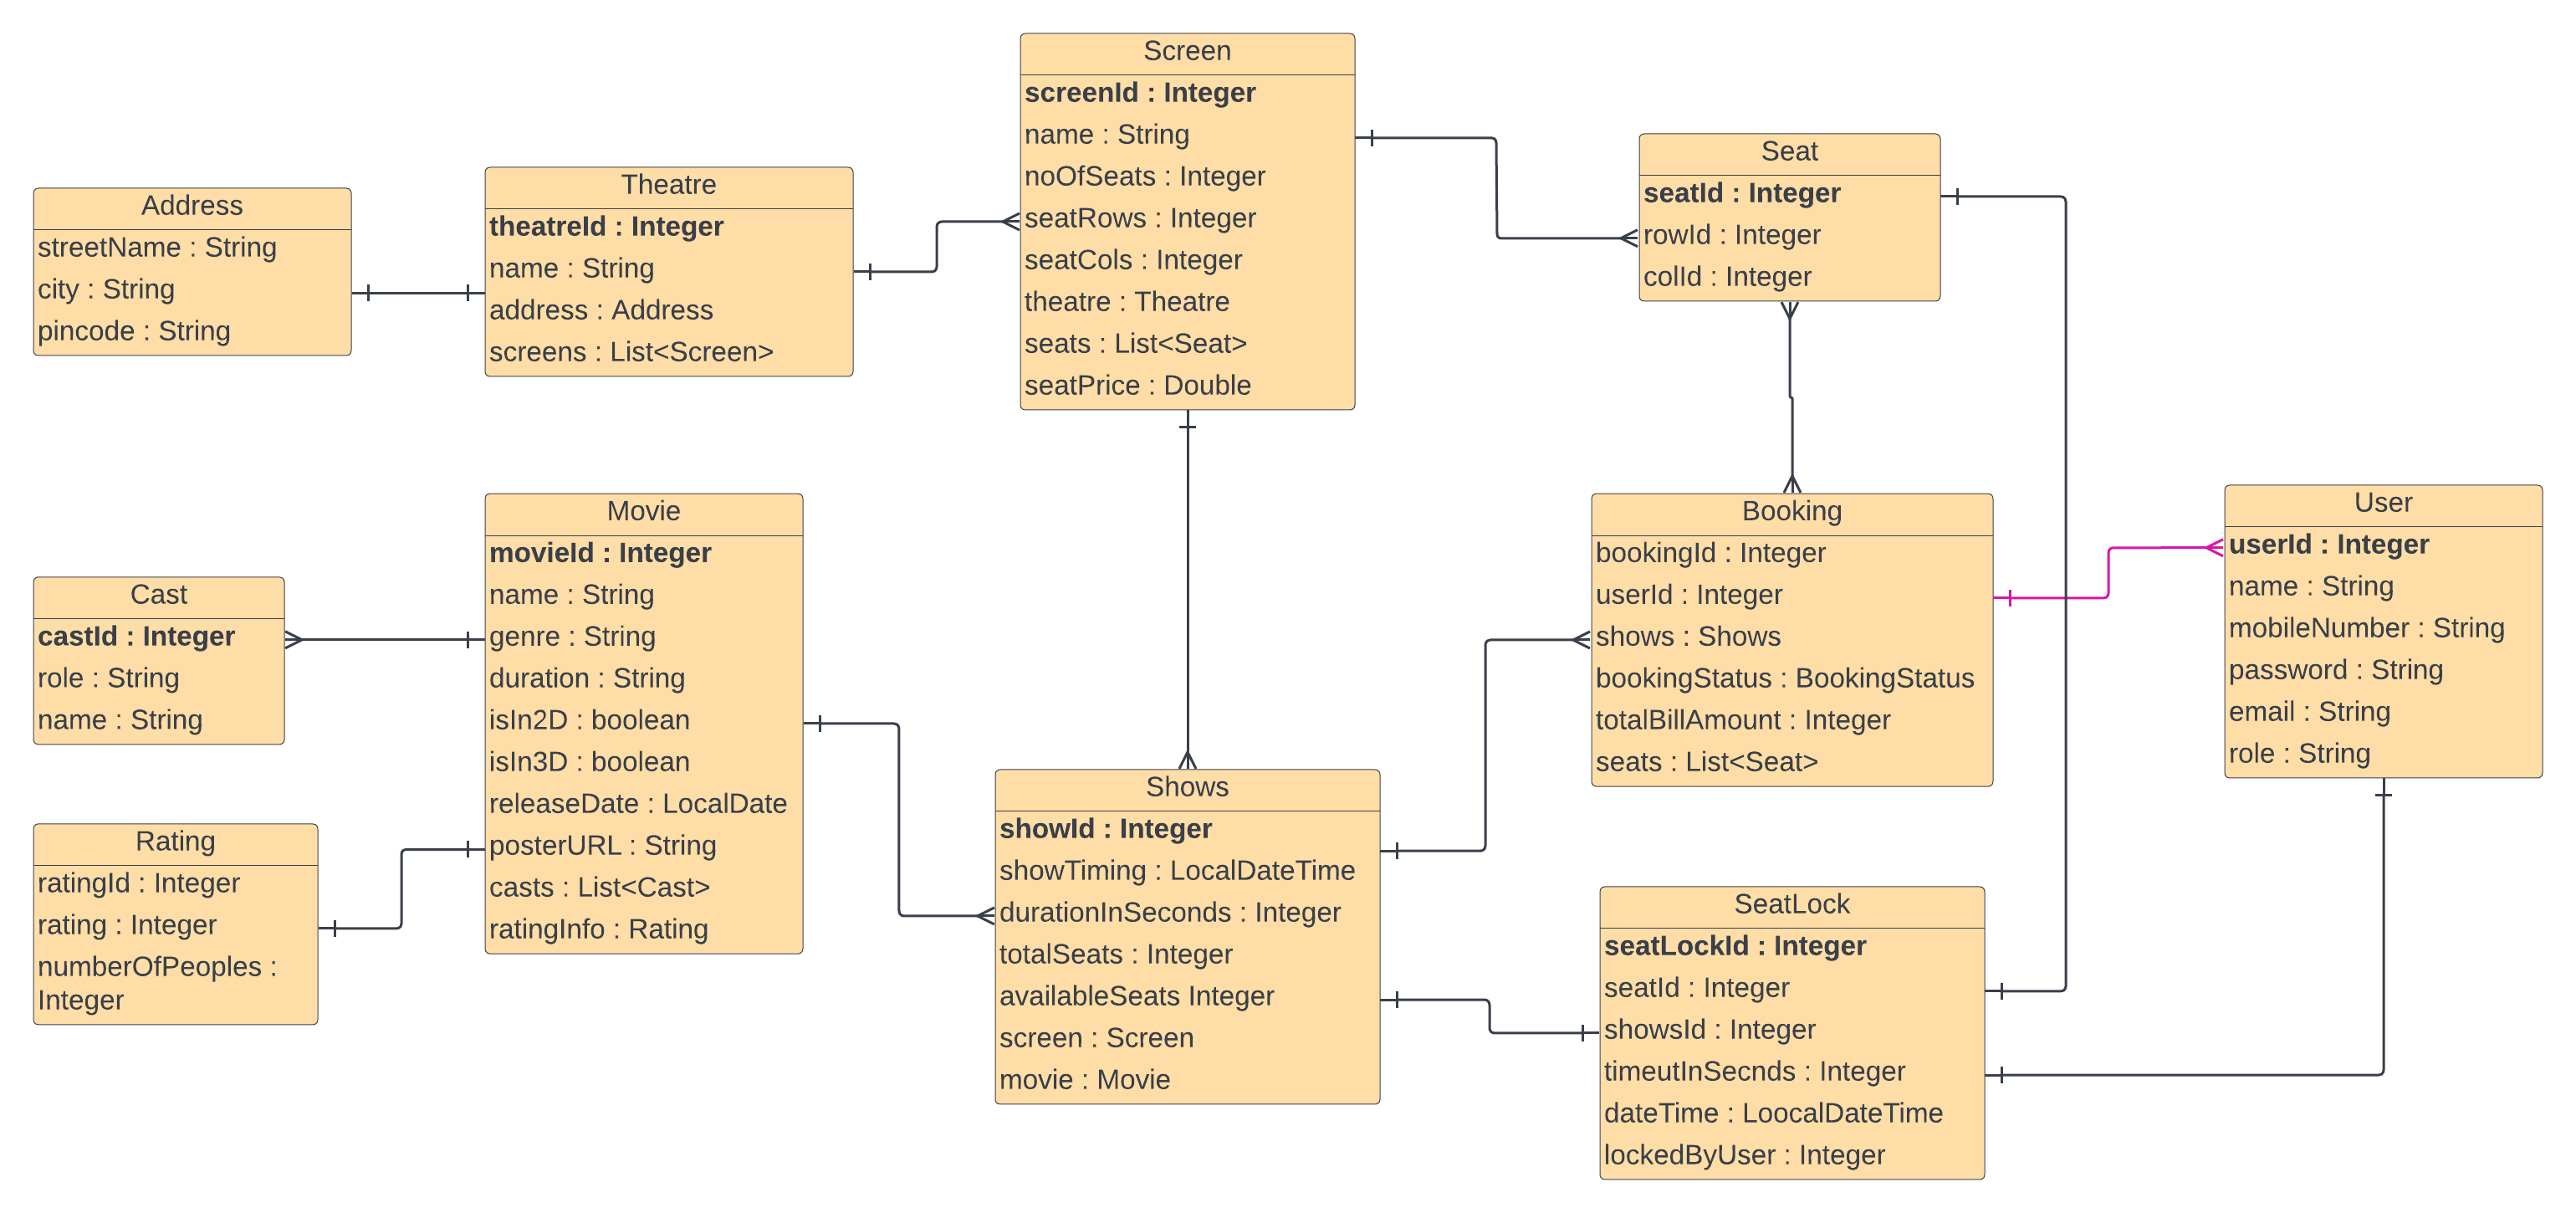 Screen
screenId : Integer
name : String
noOfSeats : Integer
seatRows : Integer
seatCols : Integer
theatre : Theatre
seats : List<Seat>
seatPrice : Double
Seat
seatId : Integer
rowId : Integer
colId : Integer
Theatre
theatreId : Integer
name : String
address : Address
screens : List<Screen>
Address
streetName : String
city : String
pincode : String
Movie
movieId : Integer
name : String
genre : String
duration : String
isIn2D : boolean
isIn3D : boolean
releaseDate : LocalDate
posterURL : String
casts : List<Cast>
ratingInfo : Rating
Cast
castId : Integer
role : String
name : String
Rating
ratingId : Integer
rating : Integer
numberOfPeoples :
Integer
Shows
showId : Integer
showTiming : LocalDateTime
durationInSeconds : Integer
totalSeats : Integer
availableSeats Integer
screen : Screen
movie : Movie
Booking
bookingId : Integer
userId : Integer
shows : Shows
bookingStatus : BookingStatus
totalBillAmount : Integer
seats : List<Seat>
User
userId : Integer
name : String
mobileNumber : String
password : String
email : String
role : String
SeatLock
seatLockId : Integer
seatId : Integer
showsId : Integer
timeutInSecnds : Integer
dateTime : LoocalDateTime
lockedByUser : Integer